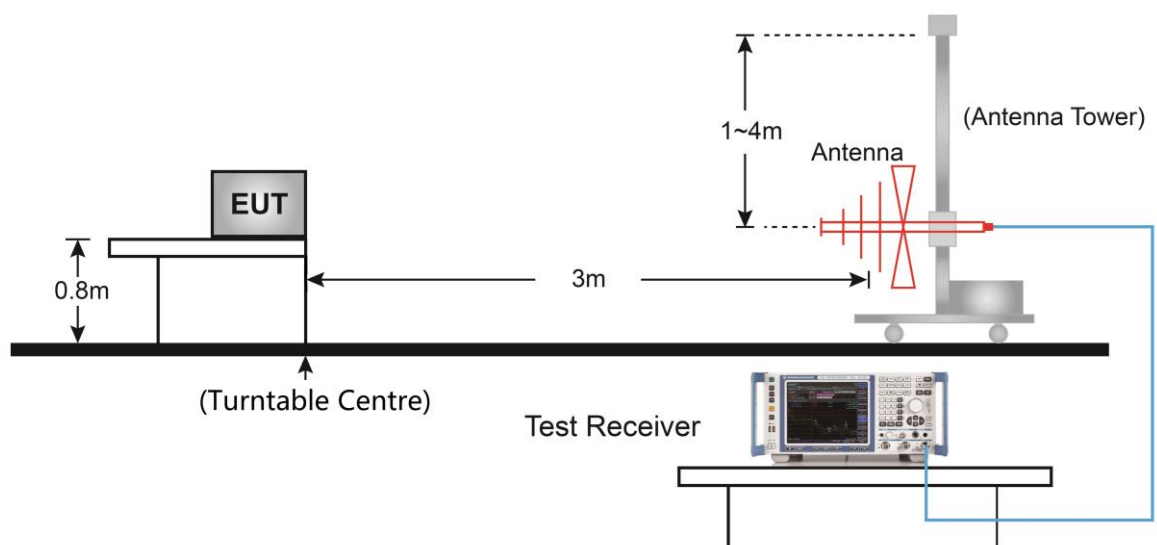 1~4m
(Antenna Tower)
Antenna
EUT
0.8m
3m
(Turntable Centre)
Test Receiver